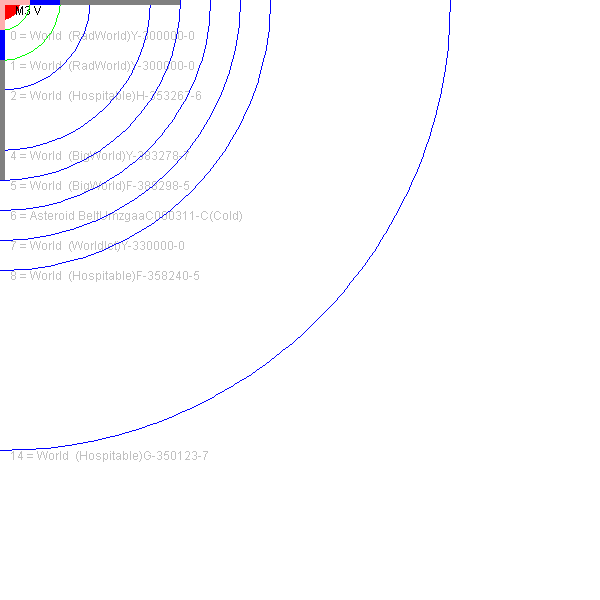 M3 V
0 = World (RadWorld)Y-300000-0
1 = World (RadWorld)Y-300000-0
2 = World (Hospitable)H-353267-6
4 = World (BigWorld)Y-383278-7
5 = World (BigWorld)F-385298-5
6 = Asteroid BeltUmzgaaC000311-C(Cold)
7 = World (Worldlet)Y-330000-0
8 = World (Hospitable)F-358240-5
14 = World (Hospitable)G-350123-7